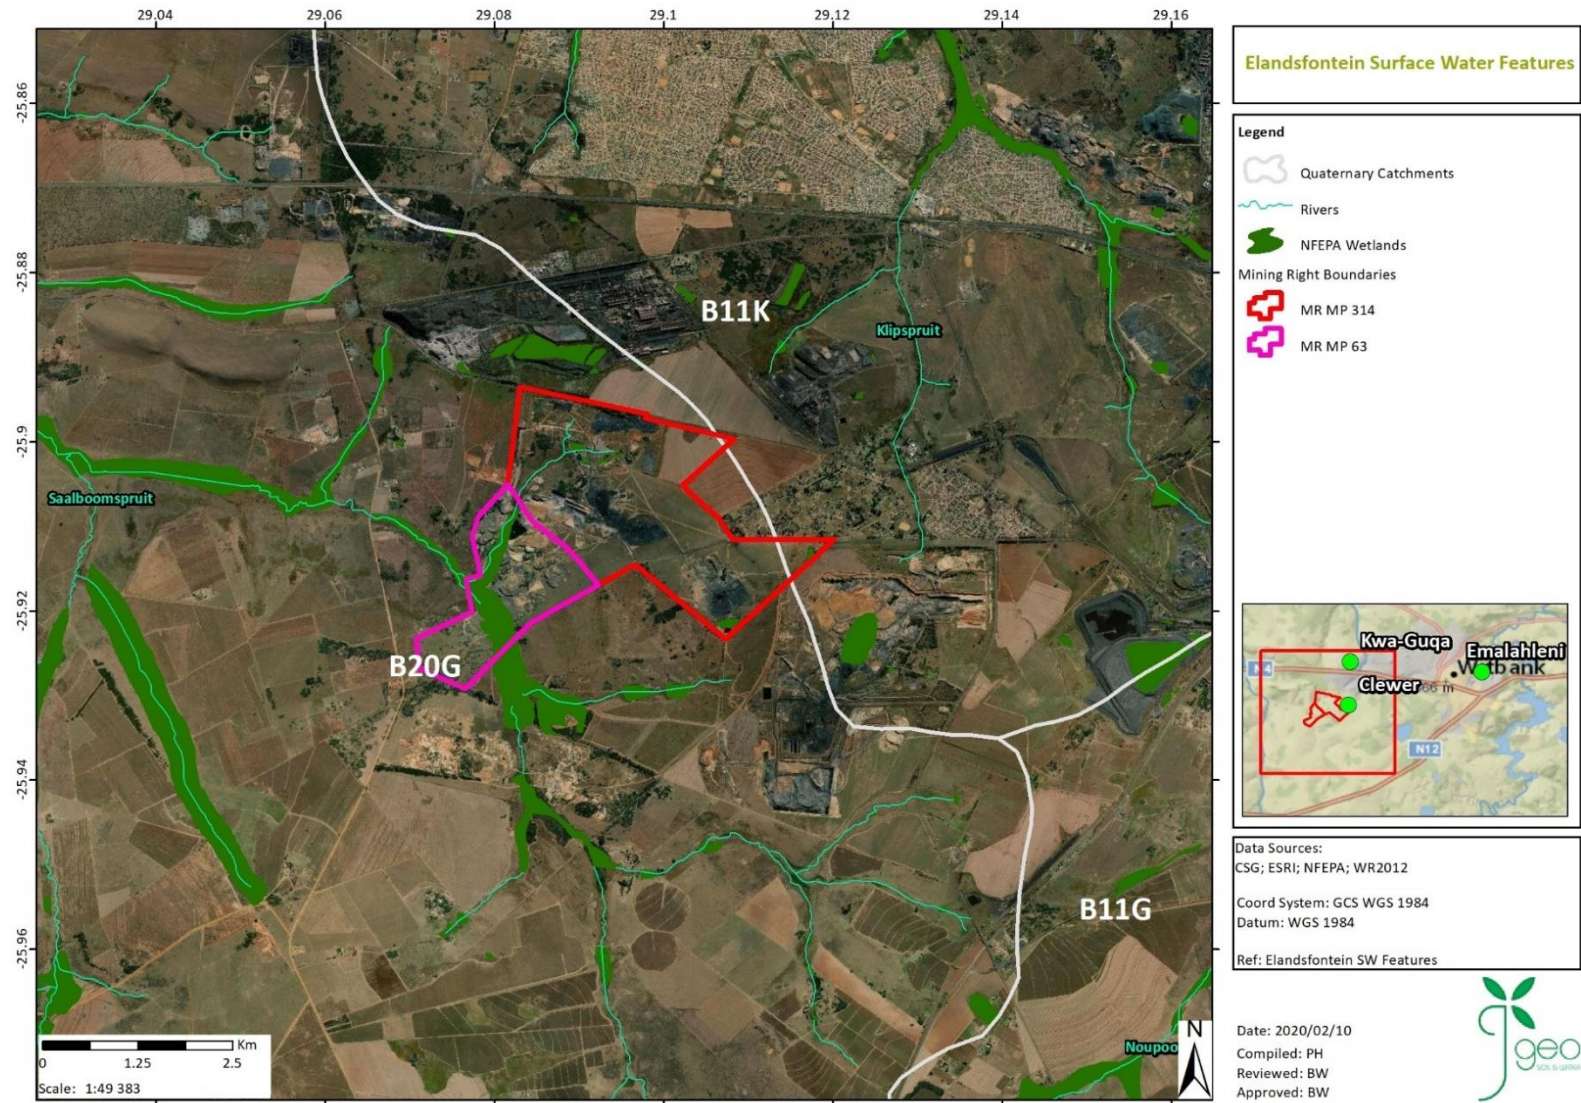 29.04
29.06
29.08
29.1
29.12
29.14
29.16
-25.86
-25.88
-25.9
-25.92
-25.94
-25.96
B11K
Klipspruit
Saalboomspruit
B20G
B11G
Noupoo
N
0
1.25
2.5
Km
Scale: 1:49 383
Elandsfontein Surface Water Features
Legend
Quaternary Catchments
Rivers
NFEPA Wetlands
Mining Right Boundaries
MR MP 314
MR MP 63
Kwa-Guqa
Emalahleni
N4
Clewer
N12
Data Sources:
CSG; ESRI; NFEPA; WR2012
Coord System: GCS WGS 1984
Datum: WGS 1984
Ref: Elandsfontein SW Features
Date: 2020/02/10
Compiled: PH
Reviewed: BW
Approved: BW
geo
SOIL & WATER